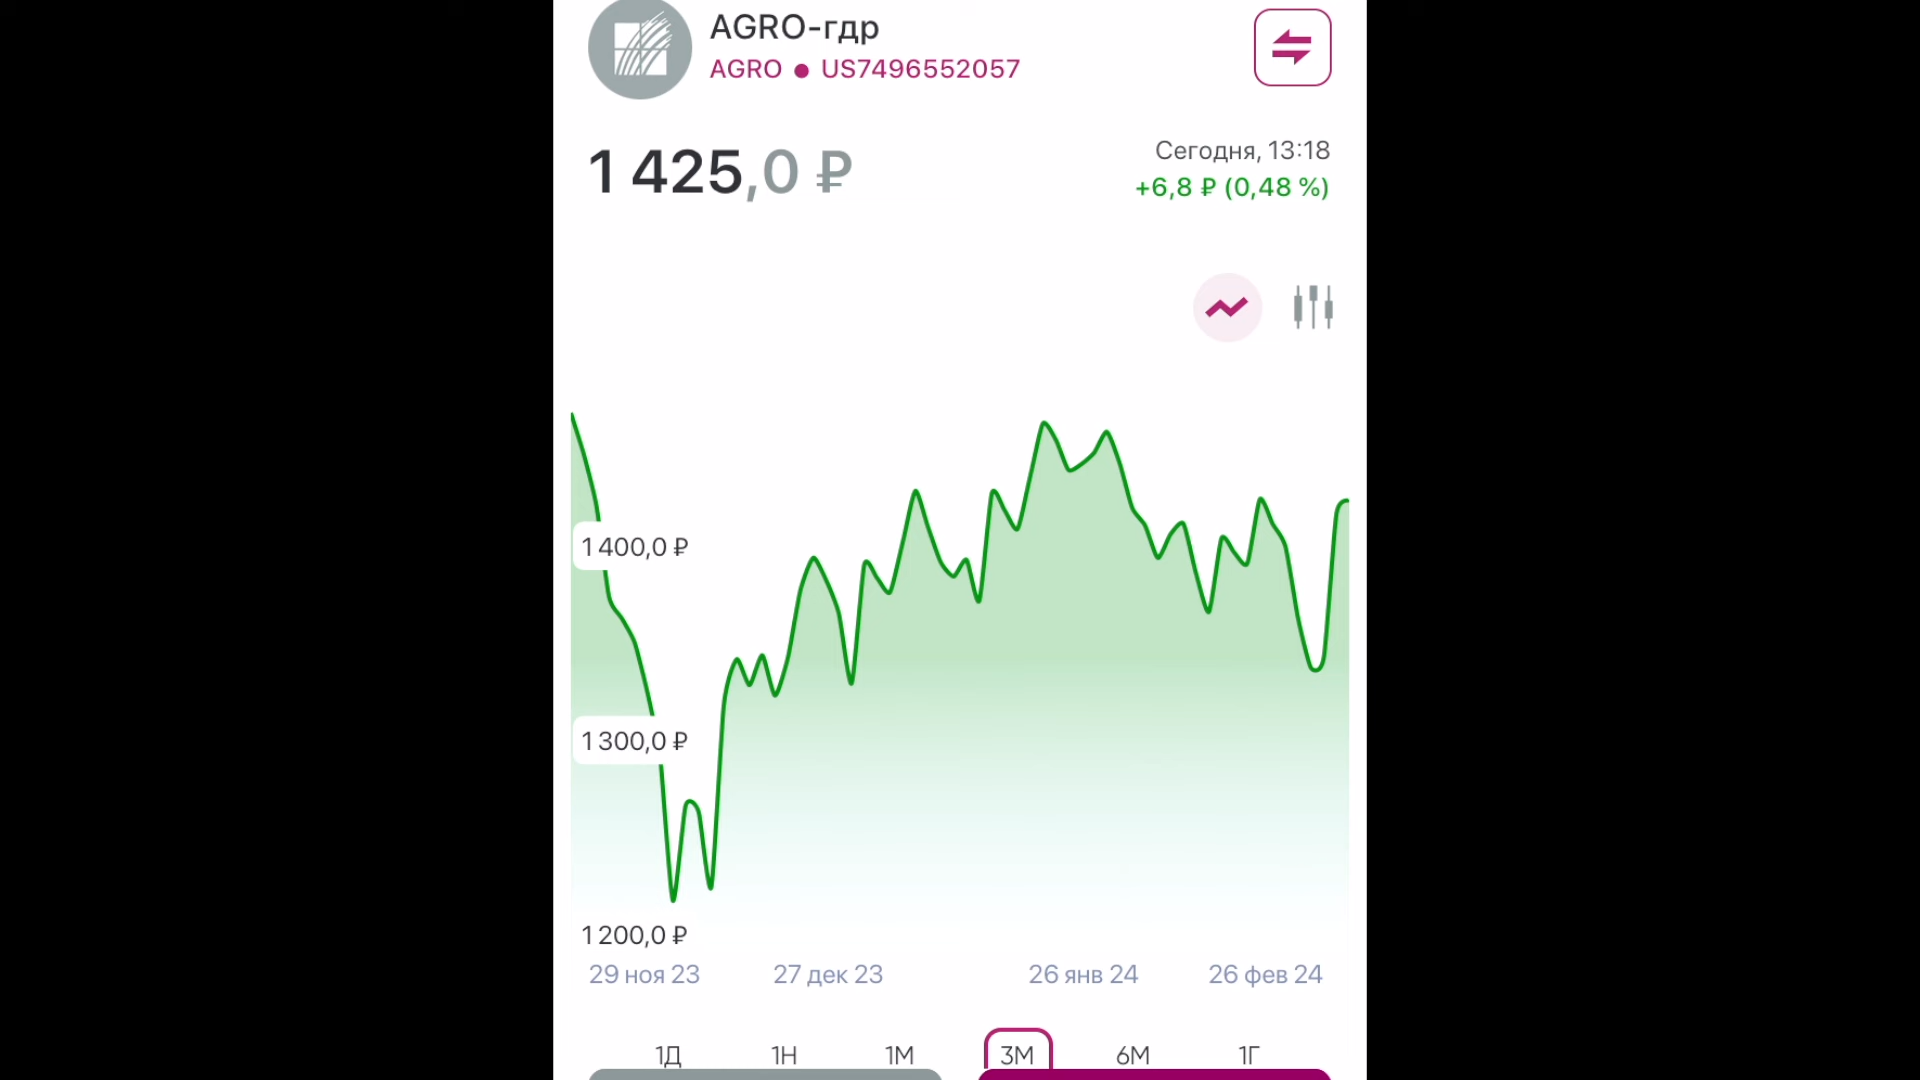 AGRO-гдр
AGRO ● US7496552057
1 425,0 ₽
Сегодня, 13:18
+6,8 ₽ (0,48 %)
1 400,0 ₽
1 300,0 ₽
1 200,0 ₽
29 ноя 23 27 дек 23 26 янв 24 26 фев 24
1Д 1Н 1М 3М 6М 1Г